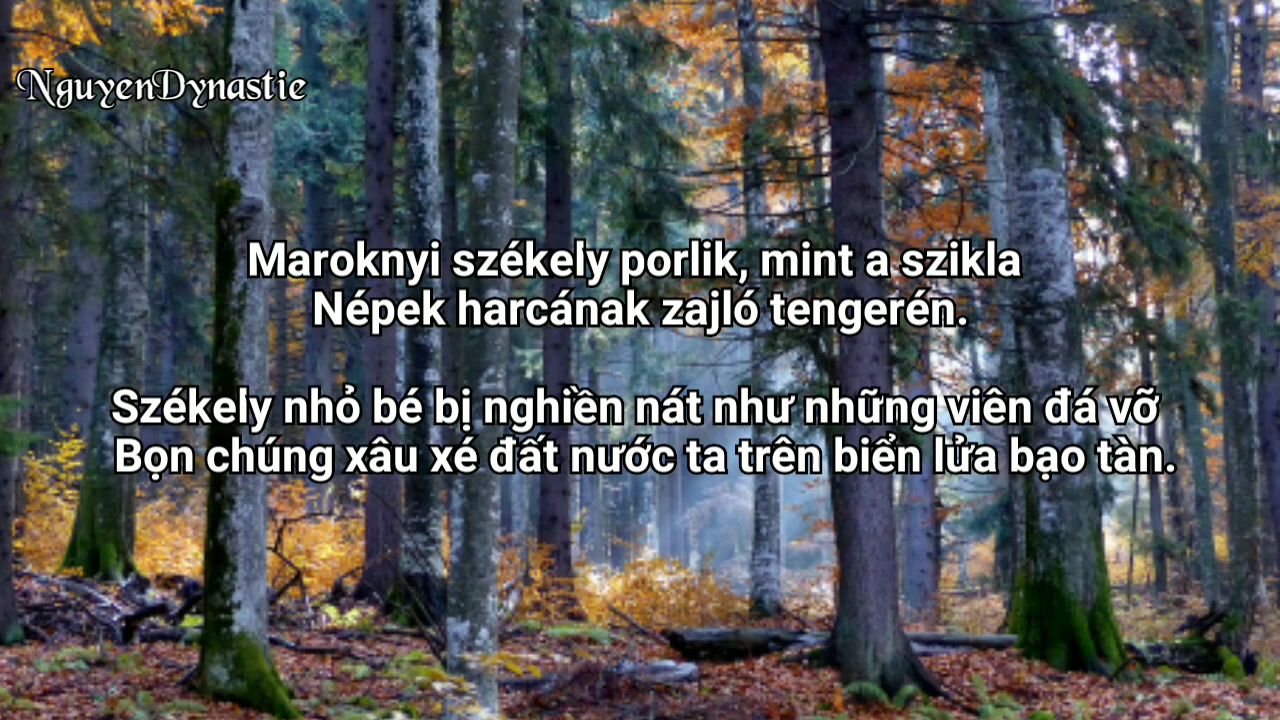 NguyenDynastie
Maroknyi székely porlik, mint a szikla
Népek harcának zajló tengerén.
Székely nhỏ bé bị nghiền nát như những viên đá vỡ
Bọn chúng xâu xé đất nước ta trên biển lửa bạo tàn.